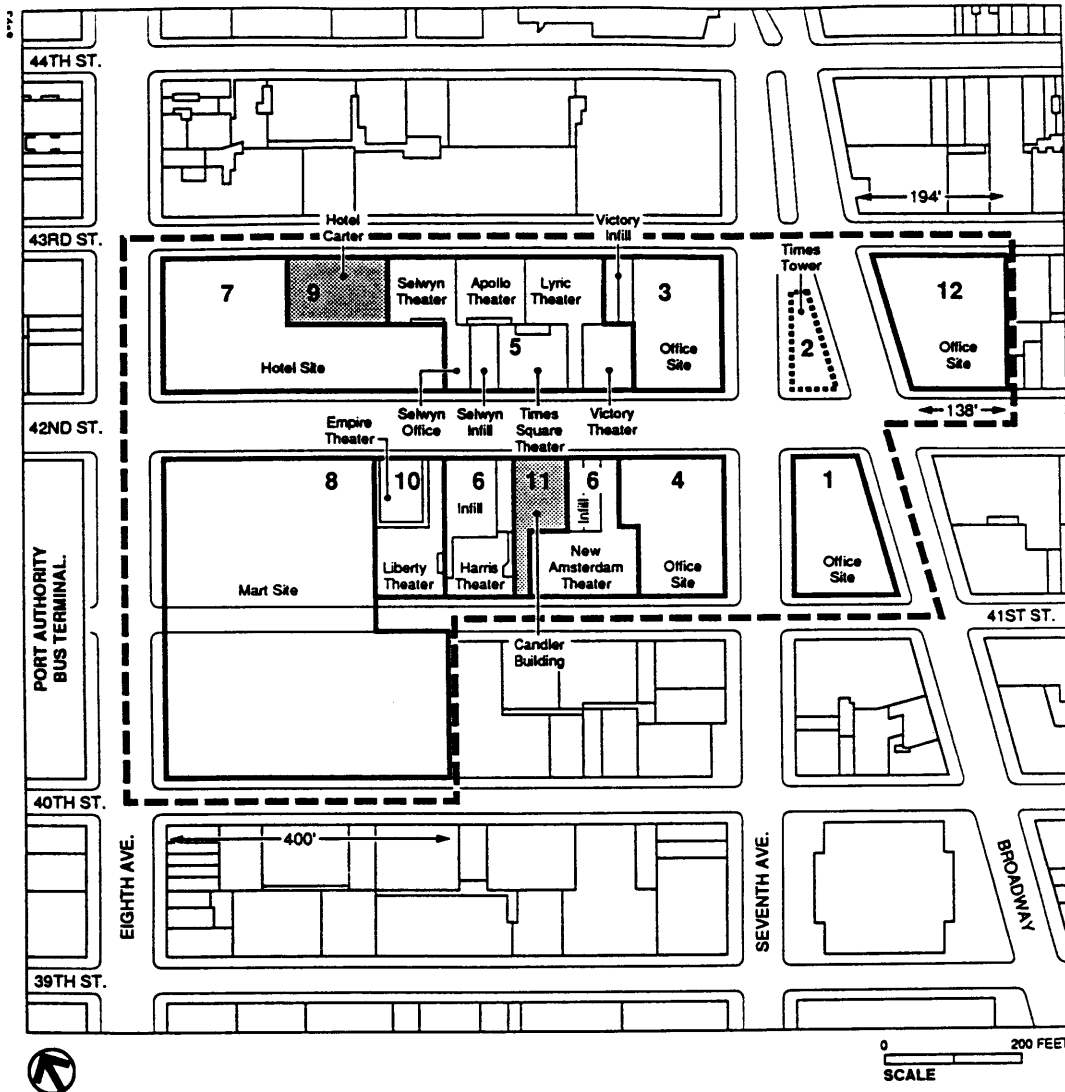 44TH ST.
194'
Hotel
Carter
Victory
Infill
43RD ST.
Times
Tower
7
9
Selwyn
Theater
Apollo
Theater
Lyric
Theater
3
12
Hotel Site
5
Office
Site
2
Office
Site
138'
42ND ST.
Empire
Theater
Selwyn
Office
Selwyn
Infill
Times
Square
Theater
Victory
Theater
8
10
6
11
6
4
1
Infill
Infill
Mart Site
Liberty
Theater
Harris
Theater
New
Amsterdam
Theater
Office
Site
Office
Site
PORT AUTHORITY
BUS TERMINAL.
41ST ST.
Candler
Building
40TH ST.
400'
EIGHTH AVE.
SEVENTH AVE.
BROADWAY
39TH ST.
0
200 FEET
SCALE